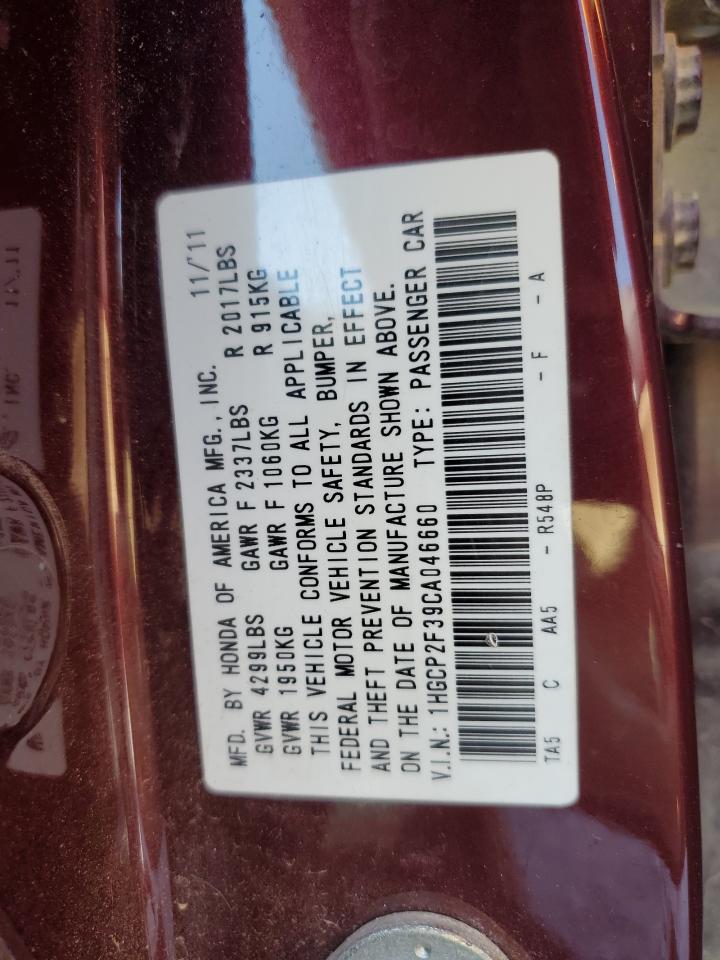 MFD. BY HONDA OF AMERICA MFG., INC. 11/'11
GVWR 4299LBS GAWR F 2337LBS R 2017LBS
GVWR 1950KG GAWR F 1060KG R 915KG
THIS VEHICLE CONFORMS TO ALL APPLICABLE
FEDERAL MOTOR VEHICLE SAFETY, BUMPER,
AND THEFT PREVENTION STANDARDS IN EFFECT
ON THE DATE OF MANUFACTURE SHOWN ABOVE.
V.I.N.: 1HGCP2F39CA046660 TYPE: PASSENGER CAR
TA5 C AA5 - R548P - F - A